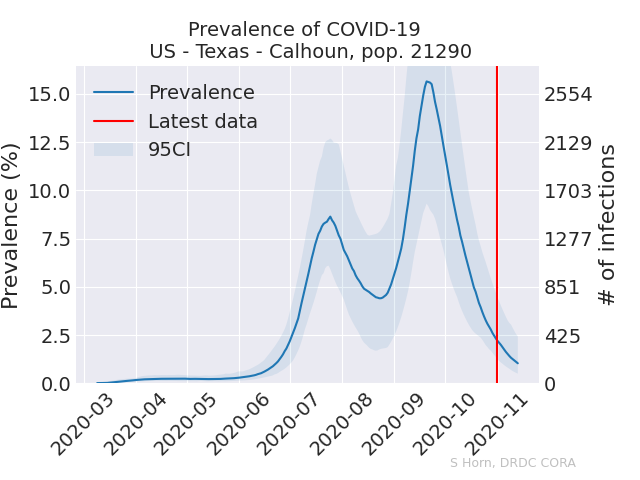 Prevalence of COVID-19
US - Texas - Calhoun, pop. 21290
Prevalence
Latest data
95CI
Prevalence (%)
15.0
12.5
10.0
7.5
5.0
2.5
0.0
2554
2129
1703
1277
851
425
0
# of infections
2020-03
2020-04
2020-05
2020-06
2020-07
2020-08
2020-09
2020-10
2020-11
S Horn, DRDC CORA